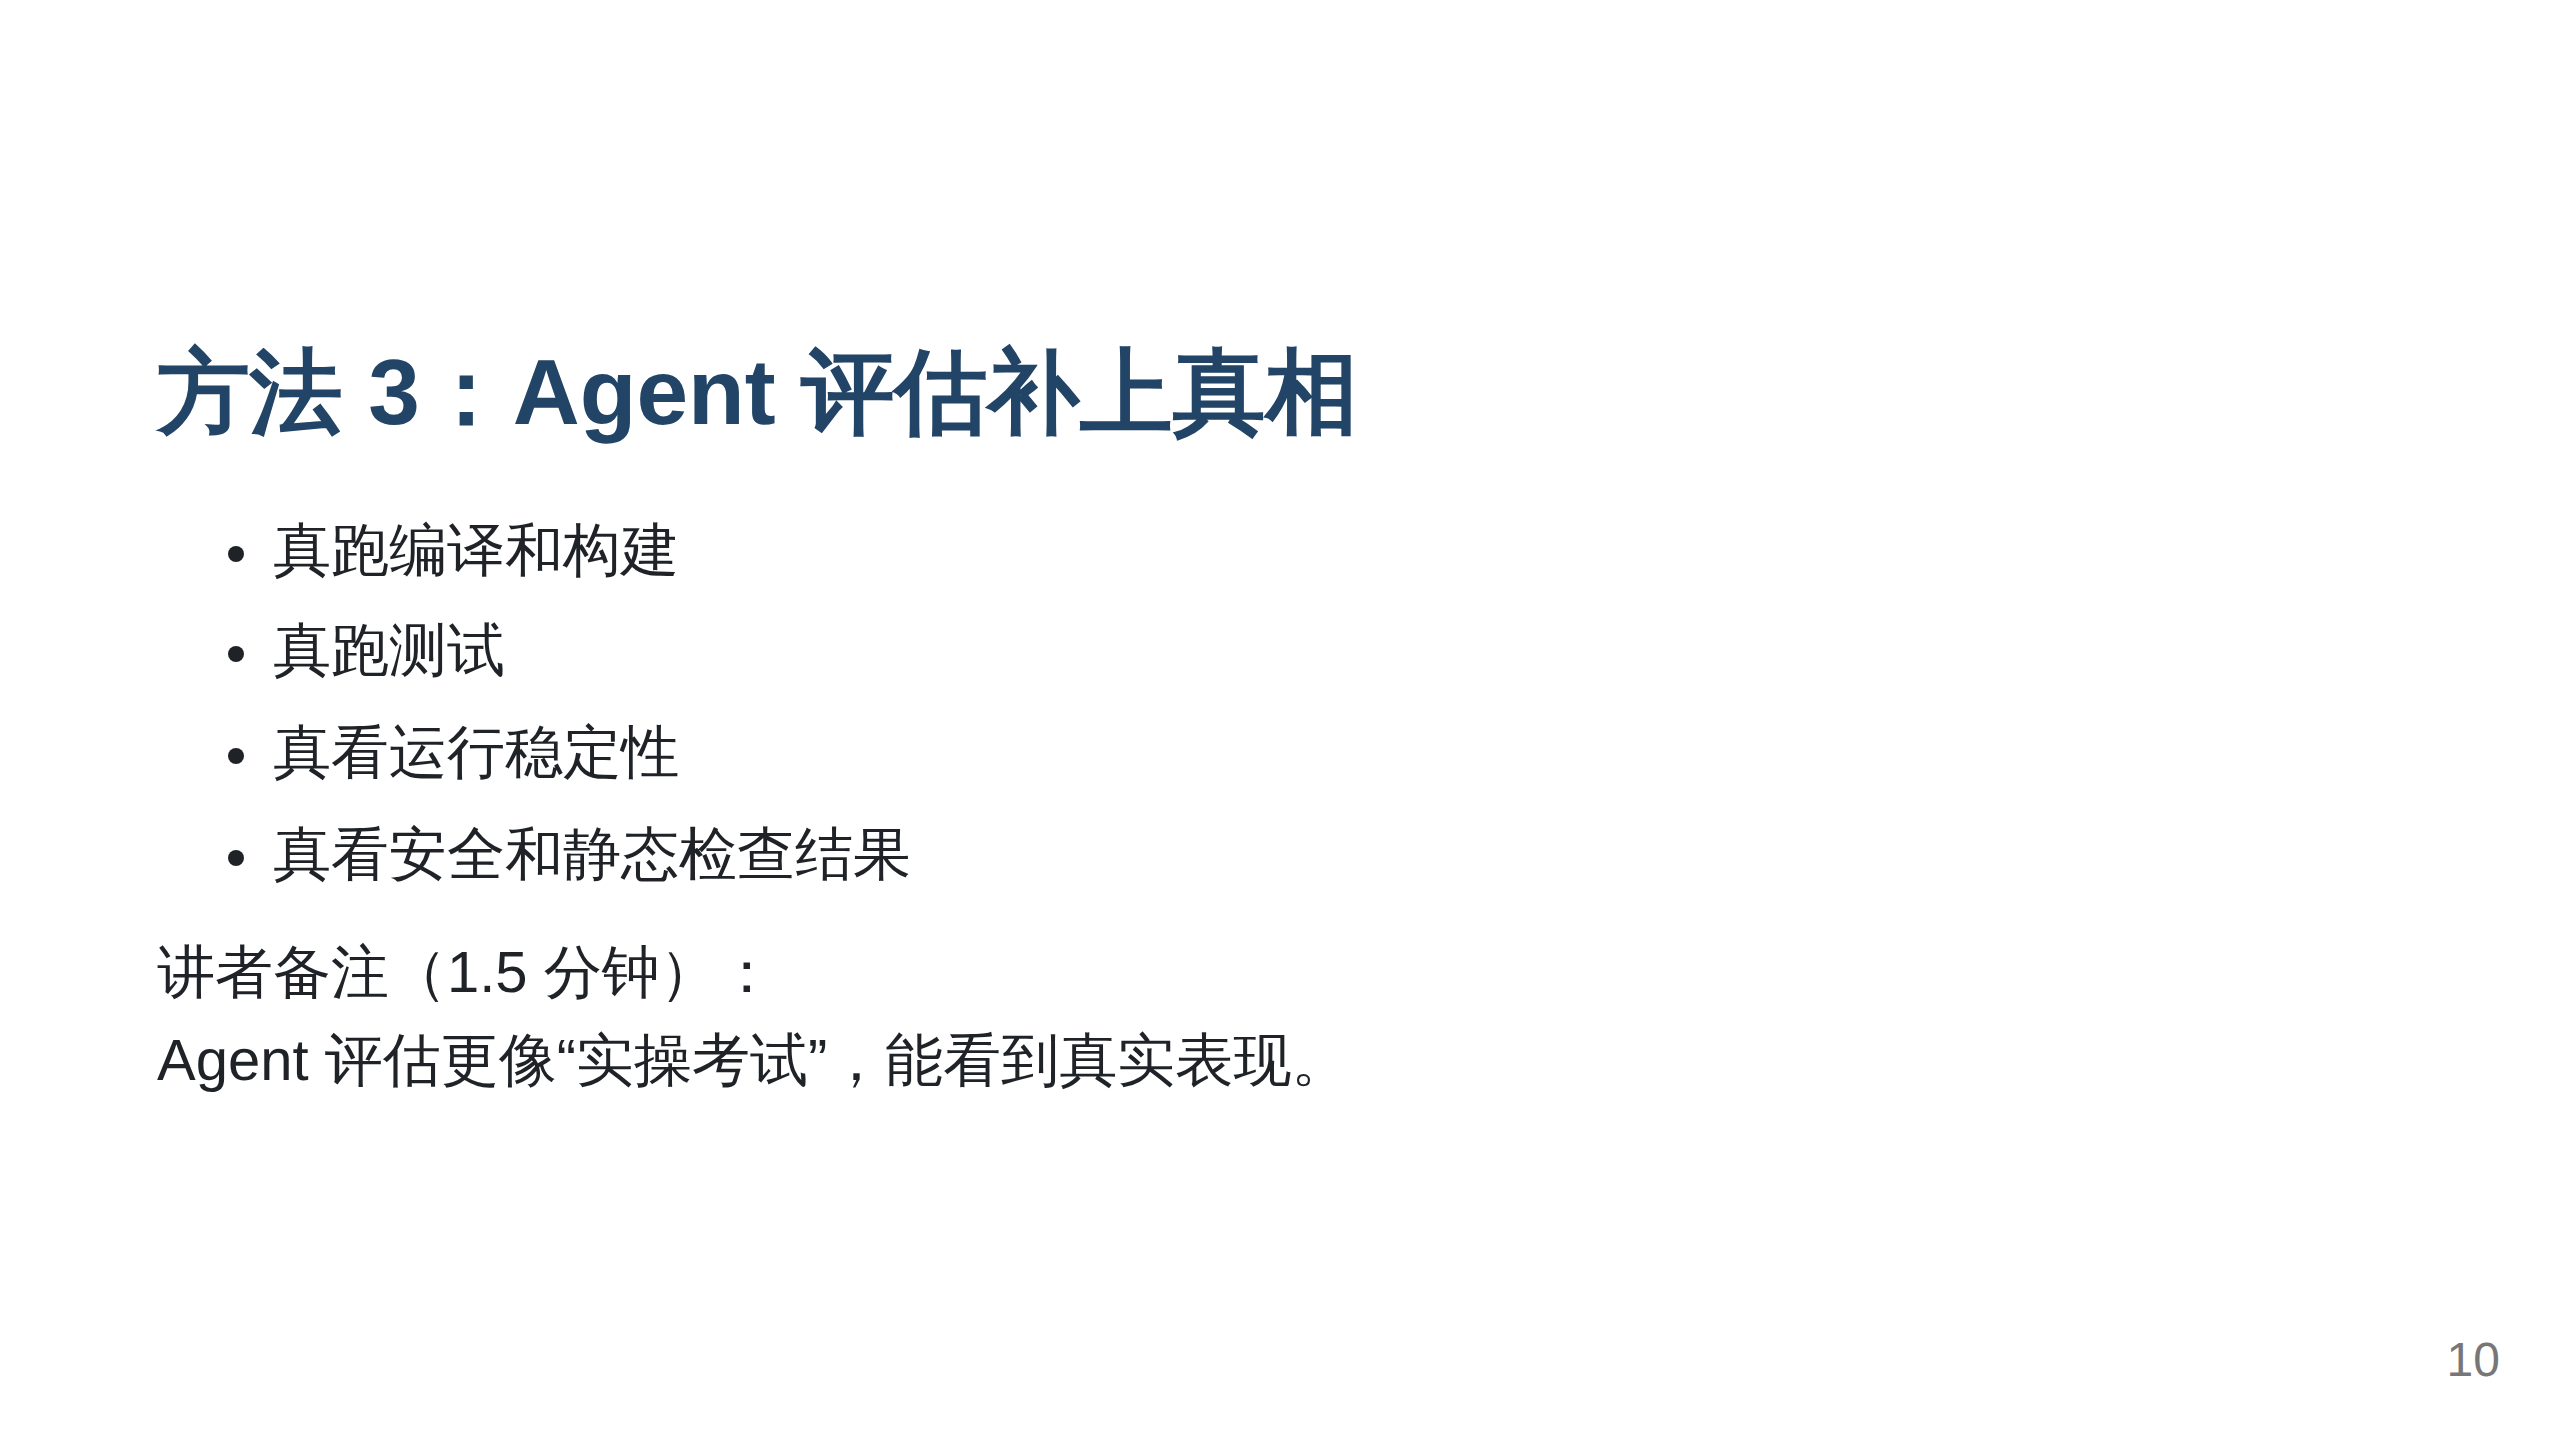 方法 3：Agent 评估补上真相
• 真跑编译和构建
• 真跑测试
• 真看运行稳定性
• 真看安全和静态检查结果
讲者备注（1.5 分钟）：
Agent 评估更像“实操考试”，能看到真实表现。
10